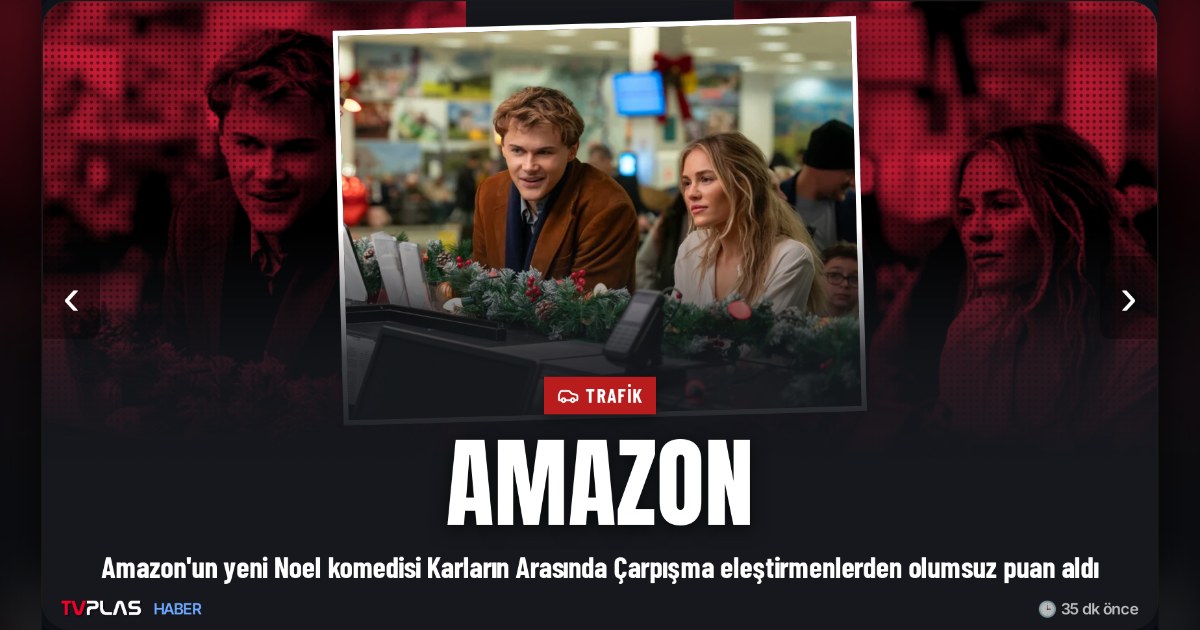 TRAFİK
AMAZON
Amazon'un yeni Noel komedisi Karların Arasında Çarpışma eleştirmenlerden olumsuz puan aldı
TVPLAS HABER
35 dk önce